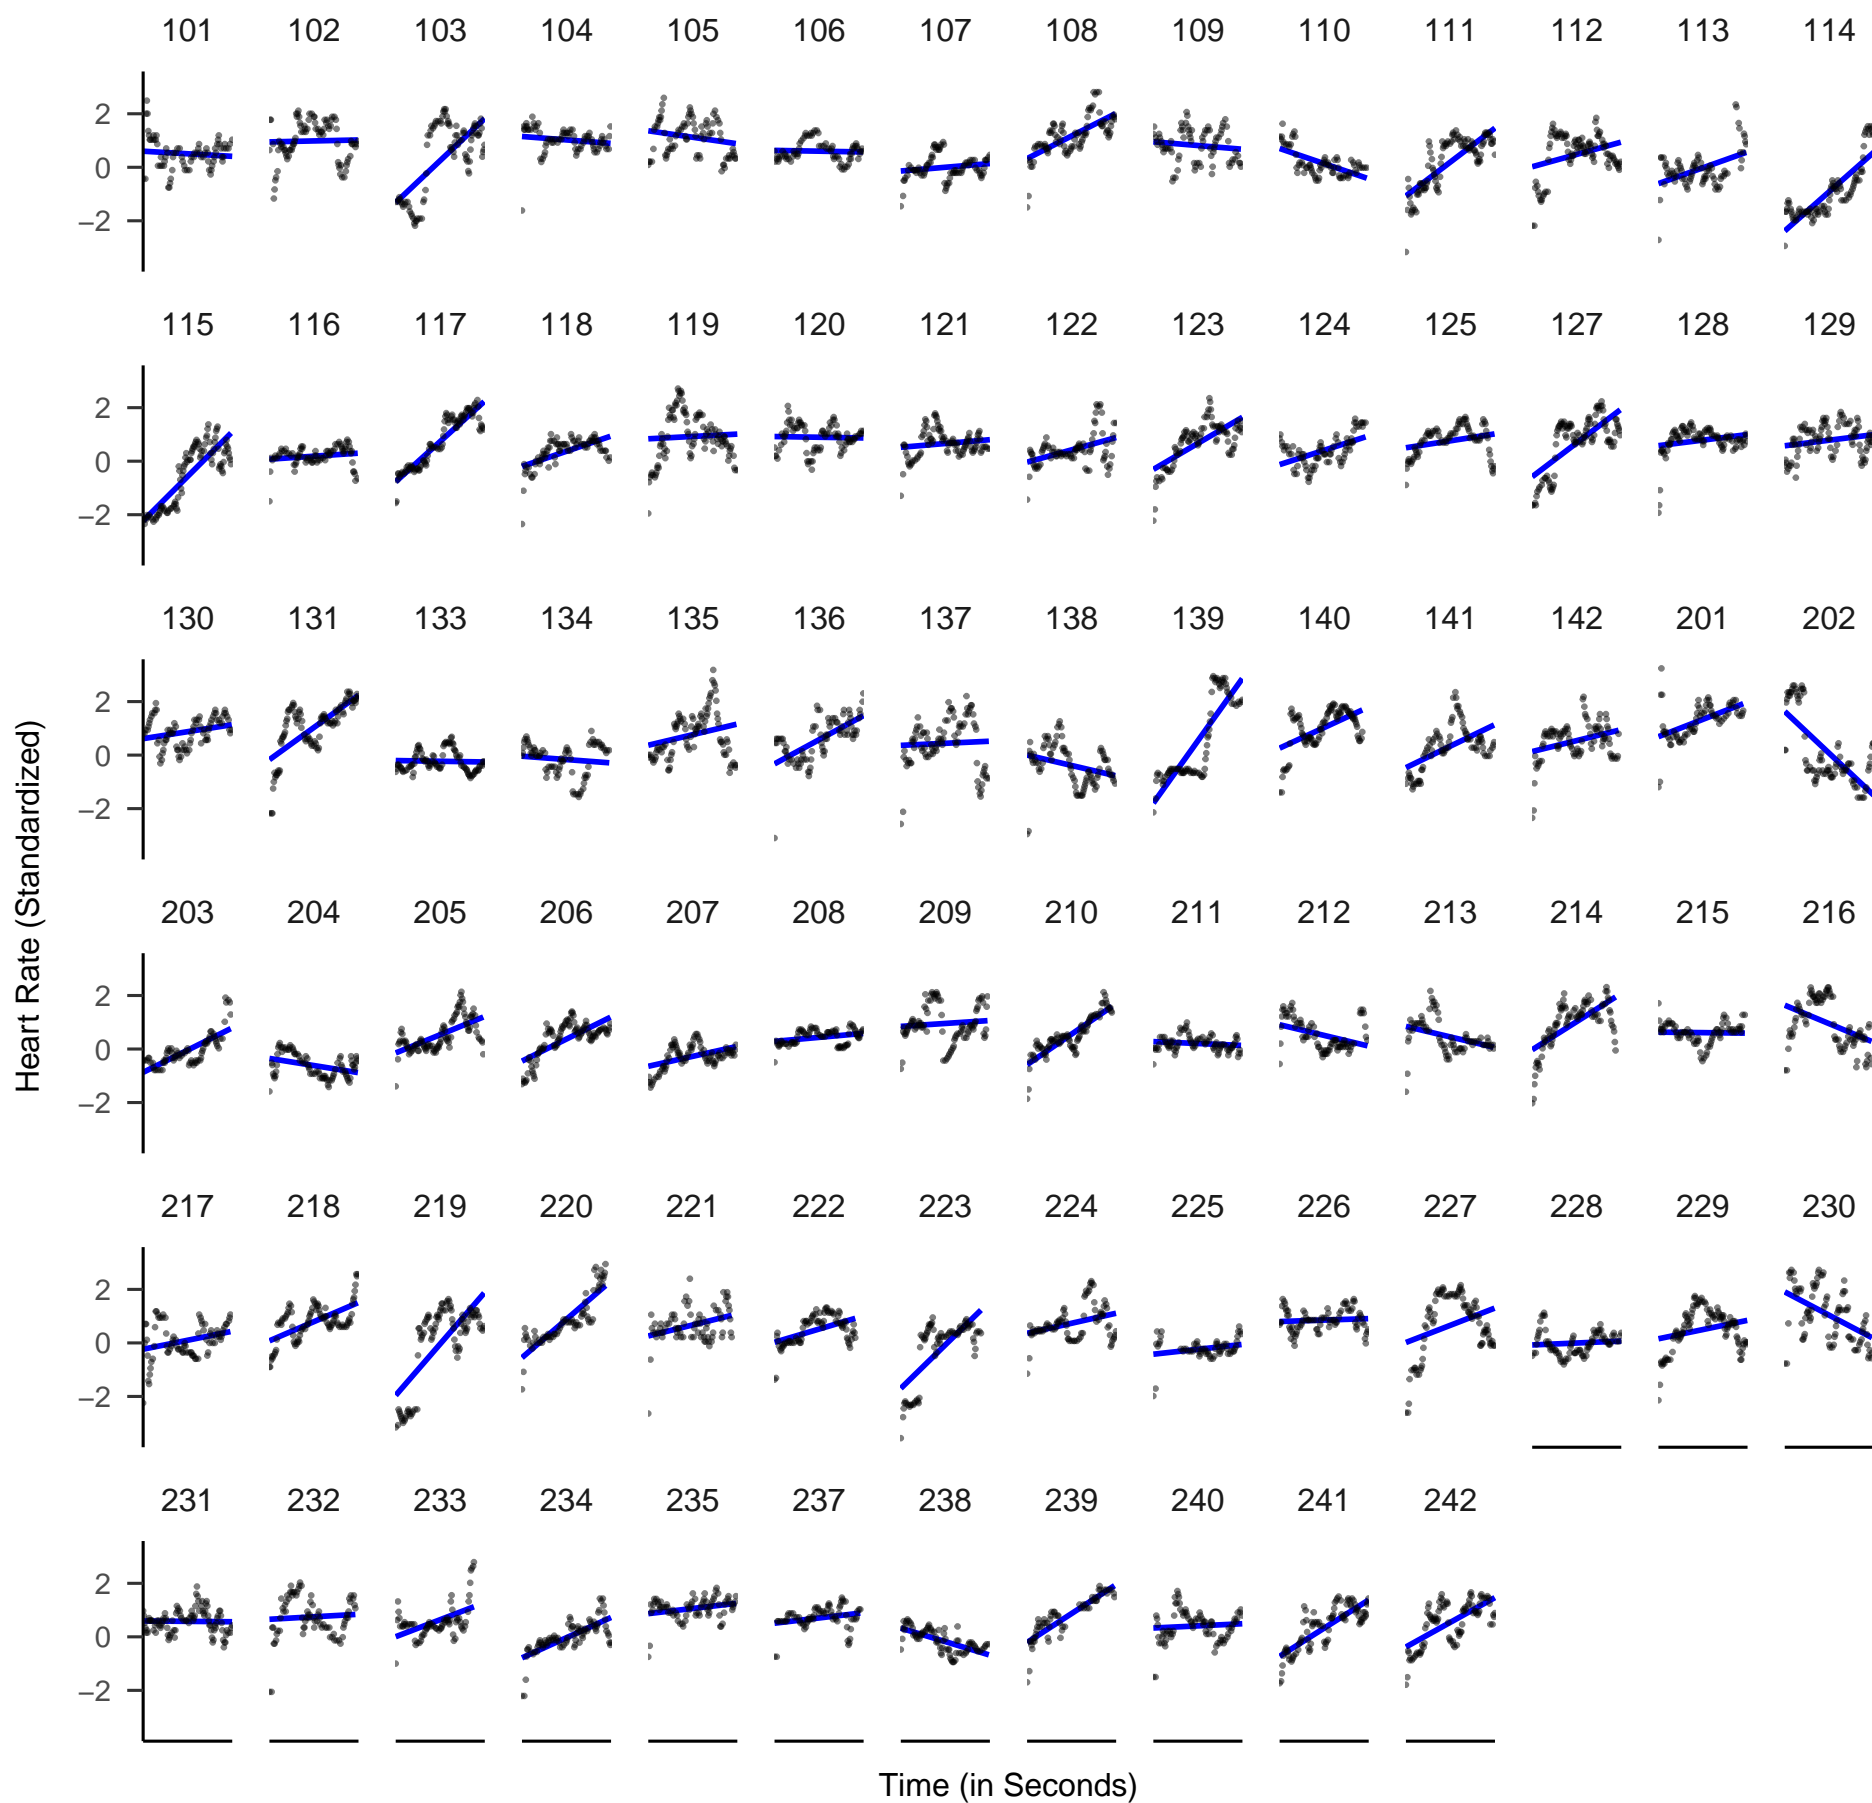 101 102 103 104 105 106 107 108 109 110 111 112 113 114
2
0
−2
115 116 117 118 119 120 121 122 123 124 125 127 128 129
2
0
−2
130 131 133 134 135 136 137 138 139 140 141 142 201 202
2
0
−2
Heart Rate (Standardized)
203 204 205 206 207 208 209 210 211 212 213 214 215 216
2
0
−2
217 218 219 220 221 222 223 224 225 226 227 228 229 230
2
0
−2
231 232 233 234 235 237 238 239 240 241 242
2
0
−2
Time (in Seconds)